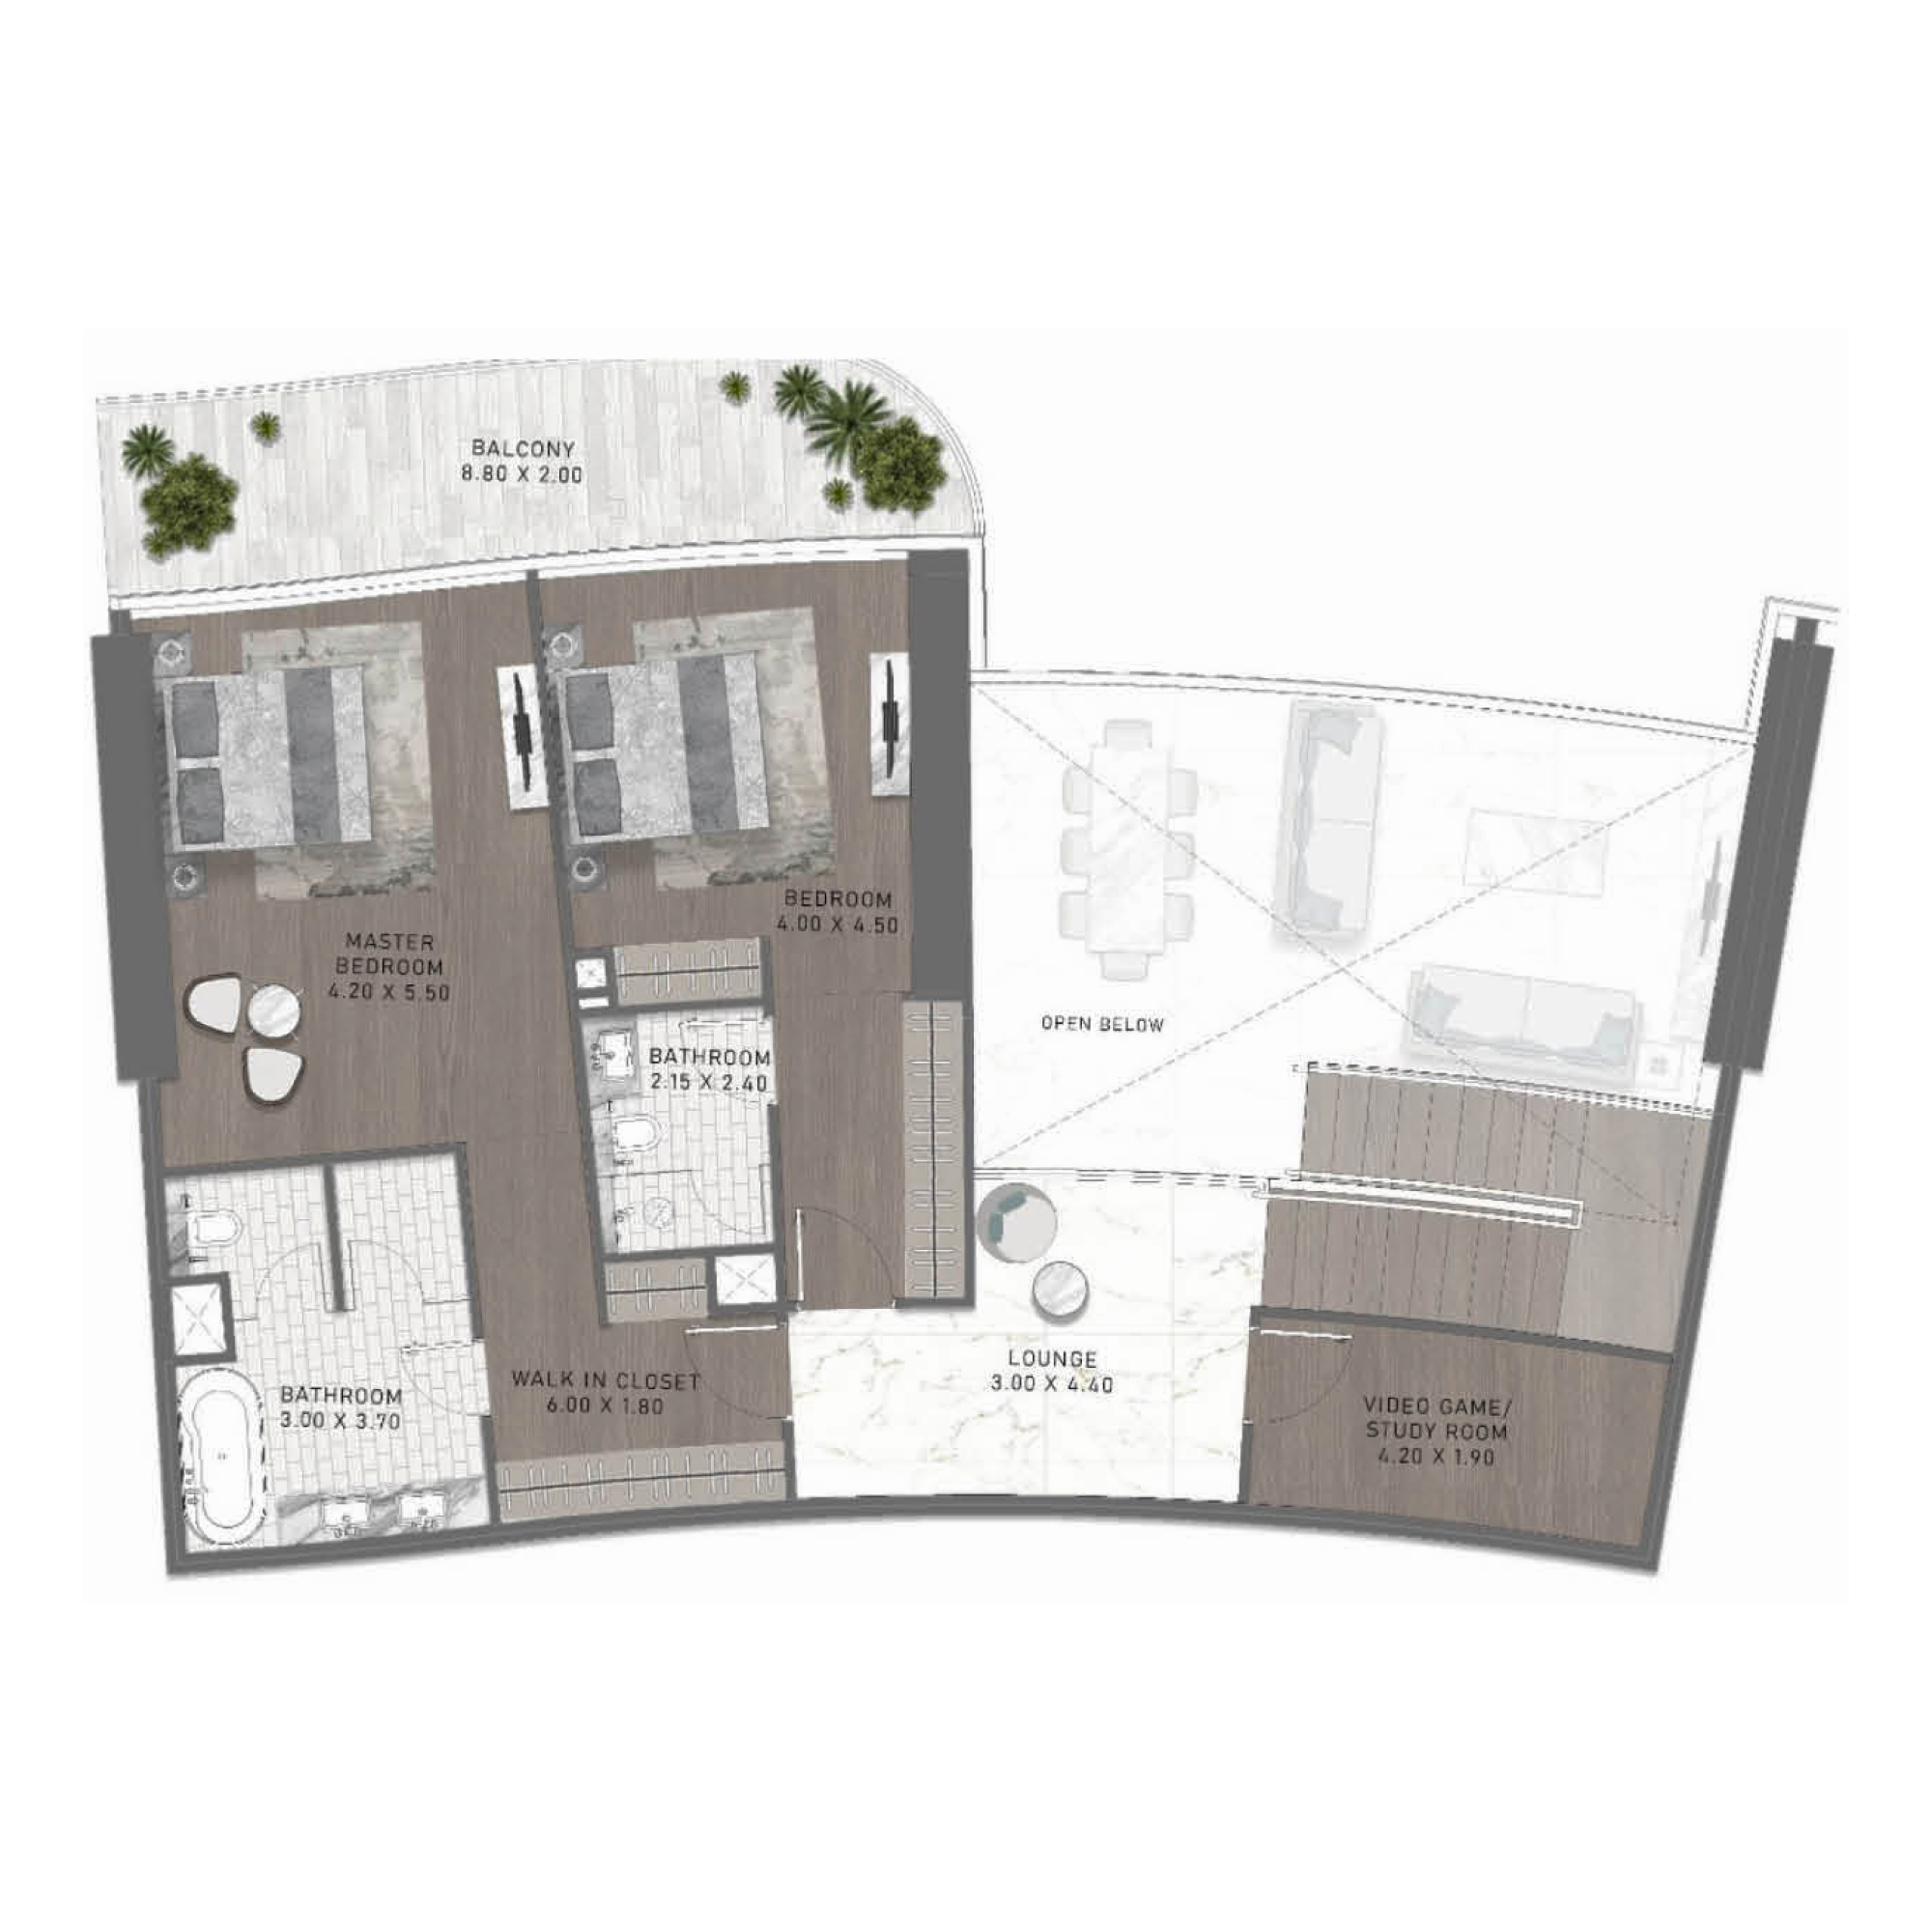 BALCONY
8.80 X 2.00
BEDROOM
4.00 X 4.50
MASTER
BEDROOM
4.20 X 5.50
OPEN BELOW
BATHROOM
2.15 X 2.40
LOUNGE
3.00 X 4.40
WALK IN CLOSET
6.00 X 1.80
BATHROOM
3.00 X 3.70
VIDEO GAME/
STUDY ROOM
4.20 X 1.90